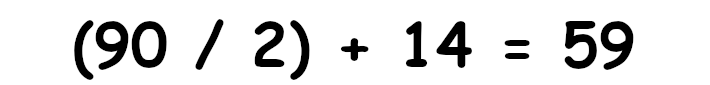 (90 / 2) + 14 = 59